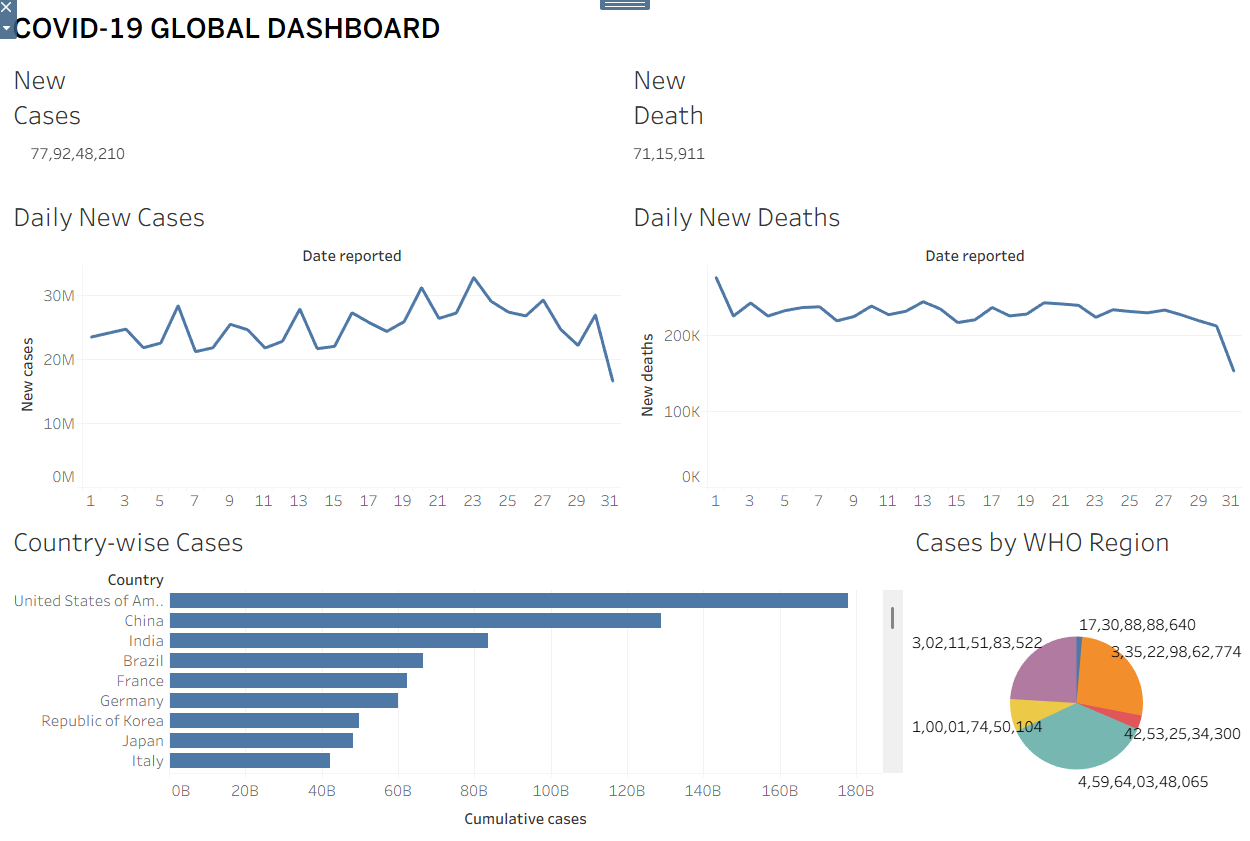 COVID-19 GLOBAL DASHBOARD
New
Cases
77,92,48,210
New
Death
71,15,911
Daily New Cases
Date reported
New cases
30M
20M
10M
0M
1 3 5 7 9 11 13 15 17 19 21 23 25 27 29 31
Daily New Deaths
Date reported
New deaths
200K
100K
0K
1 3 5 7 9 11 13 15 17 19 21 23 25 27 29 31
Country-wise Cases
Country
United States of Am..
China
India
Brazil
France
Germany
Republic of Korea
Japan
Italy
0B 20B 40B 60B 80B 100B 120B 140B 160B 180B
Cumulative cases
Cases by WHO Region
17,30,88,88,640
3,02,11,51,83,522
3,35,22,98,62,774
1,00,01,74,50,104
42,53,25,34,300
4,59,64,03,48,065